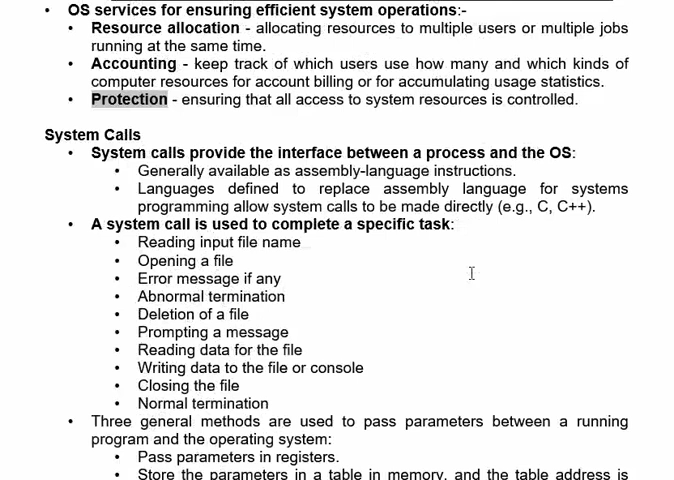 • OS services for ensuring efficient system operations:-
• Resource allocation - allocating resources to multiple users or multiple jobs
running at the same time.
• Accounting - keep track of which users use how many and which kinds of
computer resources for account billing or for accumulating usage statistics.
• Protection - ensuring that all access to system resources is controlled.
System Calls
• System calls provide the interface between a process and the OS:
• Generally available as assembly-language instructions.
• Languages defined to replace assembly language for systems
programming allow system calls to be made directly (e.g., C, C++).
• A system call is used to complete a specific task:
• Reading input file name
• Opening a file
• Error message if any
• Abnormal termination
• Deletion of a file
• Prompting a message
• Reading data for the file
• Writing data to the file or console
• Closing the file
• Normal termination
• Three general methods are used to pass parameters between a running
program and the operating system:
• Pass parameters in registers.
• Store the parameters in a table in memory, and the table address is